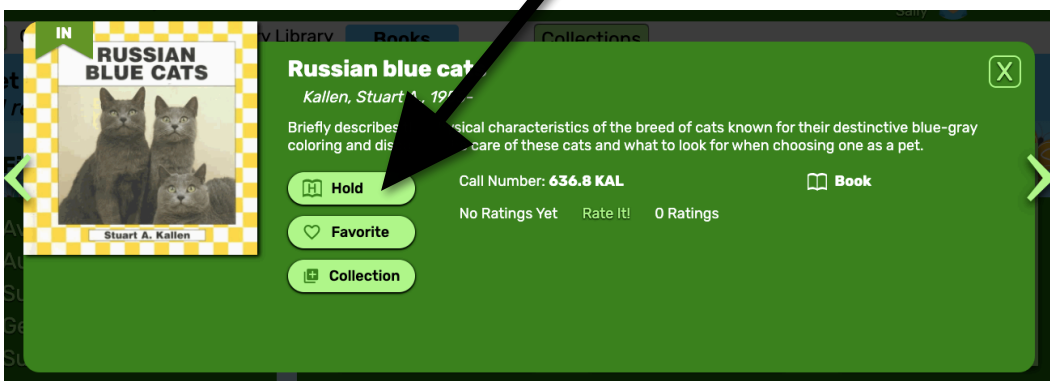 Sally
Library
Books
Collections
IN
RUSSIAN
BLUE CATS
Stuart A. Kallen
Russian blue
Kallen, Stuart
Briefly describes physical characteristics of the breed of cats known for their destinctive blue-gray
coloring and care of these cats and what to look for when choosing one as a pet.
Hold
Call Number: 636.8 KAL
Book
No Ratings Yet Rate It! 0 Ratings
Favorite
Collection
X